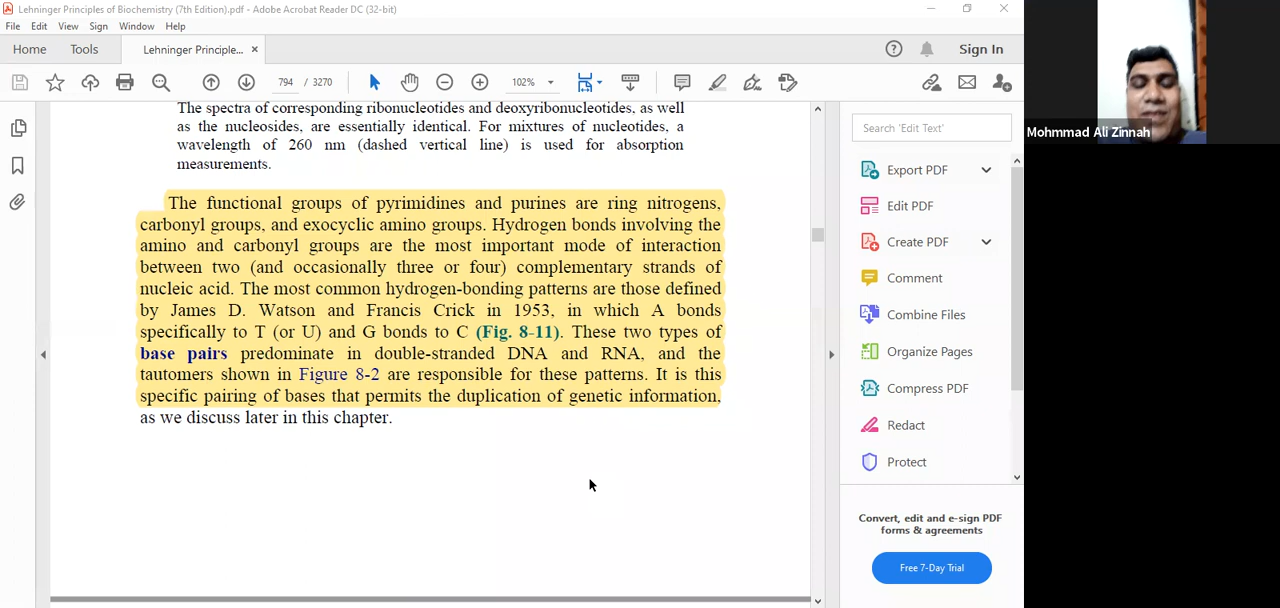 Lehninger Principles of Biochemistry (7th Edition).pdf - Adobe Acrobat Reader DC (32-bit)
File Edit View Sign Window Help
Home Tools Lehninger Principle... × Sign In
794 / 3270 102%
The spectra of corresponding ribonucleotides and deoxyribonucleotides, as well
as the nucleosides, are essentially identical. For mixtures of nucleotides, a
wavelength of 260 nm (dashed vertical line) is used for absorption
measurements.
The functional groups of pyrimidines and purines are ring nitrogens,
carbonyl groups, and exocyclic amino groups. Hydrogen bonds involving the
amino and carbonyl groups are the most important mode of interaction
between two (and occasionally three or four) complementary strands of
nucleic acid. The most common hydrogen-bonding patterns are those defined
by James D. Watson and Francis Crick in 1953, in which A bonds
specifically to T (or U) and G bonds to C (Fig. 8-11). These two types of
base pairs predominate in double-stranded DNA and RNA, and the
tautomers shown in Figure 8-2 are responsible for these patterns. It is this
specific pairing of bases that permits the duplication of genetic information,
as we discuss later in this chapter.
Search 'Edit Text'
Export PDF
Edit PDF
Create PDF
Comment
Combine Files
Organize Pages
Compress PDF
Redact
Protect
Convert, edit and e-sign PDF
forms & agreements
Free 7-Day Trial
Mohmmad Ali Zinnah